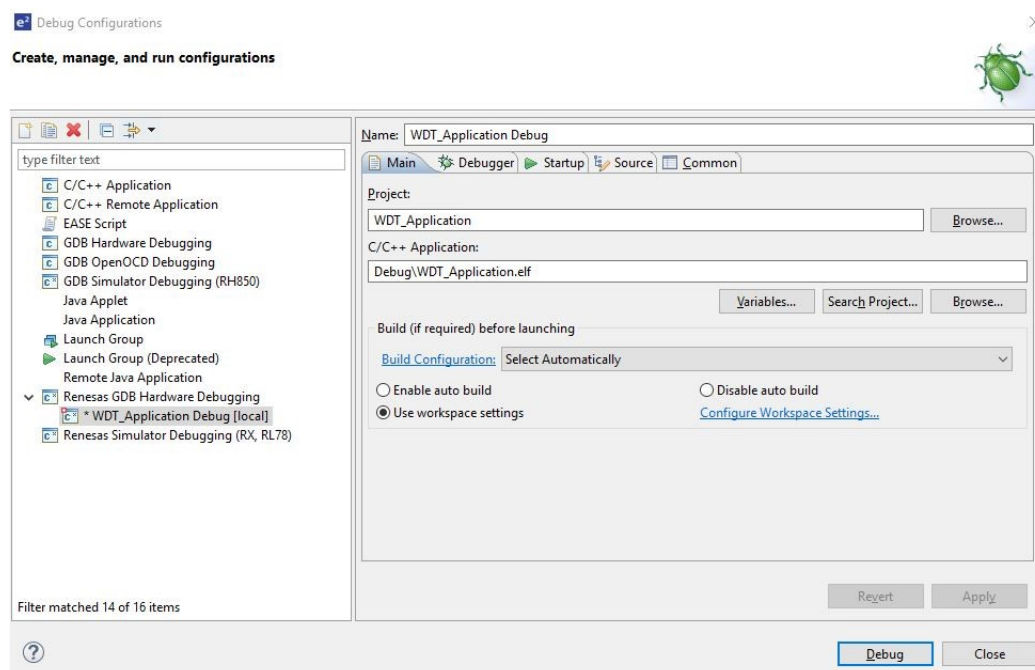 e² Debug Configurations
Create, manage, and run configurations
type filter text
C/C++ Application
C/C++ Remote Application
EASE Script
GDB Hardware Debugging
GDB OpenOCD Debugging
GDB Simulator Debugging (RH850)
Java Applet
Java Application
Launch Group
Launch Group (Deprecated)
Remote Java Application
Renesas GDB Hardware Debugging
* WDT_Application Debug [local]
Renesas Simulator Debugging (RX, RL78)
Filter matched 14 of 16 items
Name: WDT_Application Debug
Main Debugger Startup Source Common
Project:
WDT_Application Browse...
C/C++ Application:
Debug\WDT_Application.elf
Variables... Search Project... Browse...
Build (if required) before launching
Build Configuration: Select Automatically
Enable auto build Disable auto build
Use workspace settings Configure Workspace Settings...
Revert Apply
? Debug Close